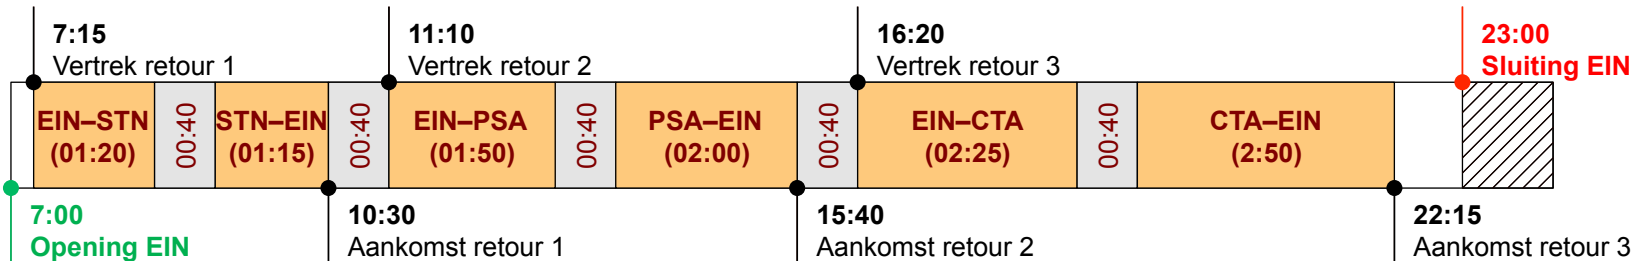 7:15
Vertrek retour 1
11:10
Vertrek retour 2
16:20
Vertrek retour 3
23:00
Sluiting EIN
EIN–STN
(01:20)
00:40
STN–EIN
(01:15)
00:40
EIN–PSA
(01:50)
00:40
PSA–EIN
(02:00)
00:40
EIN–CTA
(02:25)
00:40
CTA–EIN
(2:50)
7:00
Opening EIN
10:30
Aankomst retour 1
15:40
Aankomst retour 2
22:15
Aankomst retour 3